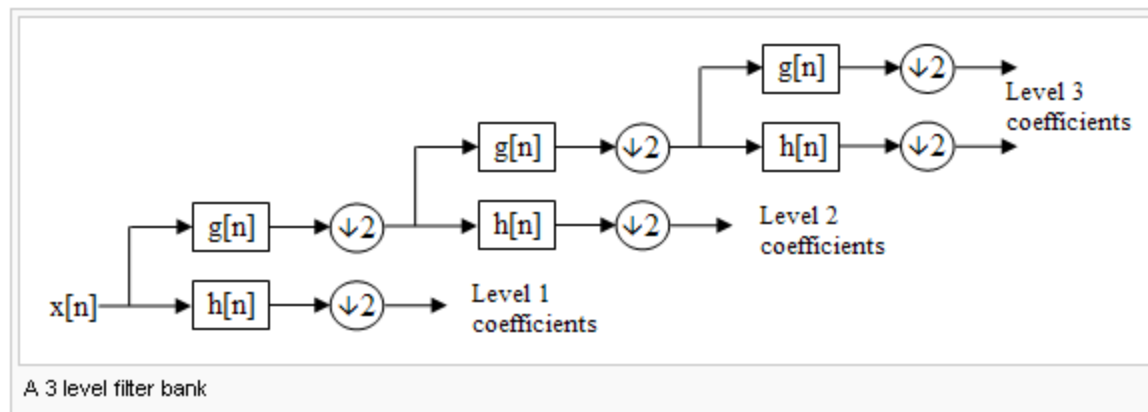 g[n] ↓2
Level 3
coefficients
g[n] ↓2 h[n] ↓2
g[n] ↓2 h[n] ↓2
Level 2
coefficients
x[n] h[n] ↓2
Level 1
coefficients
A 3 level filter bank